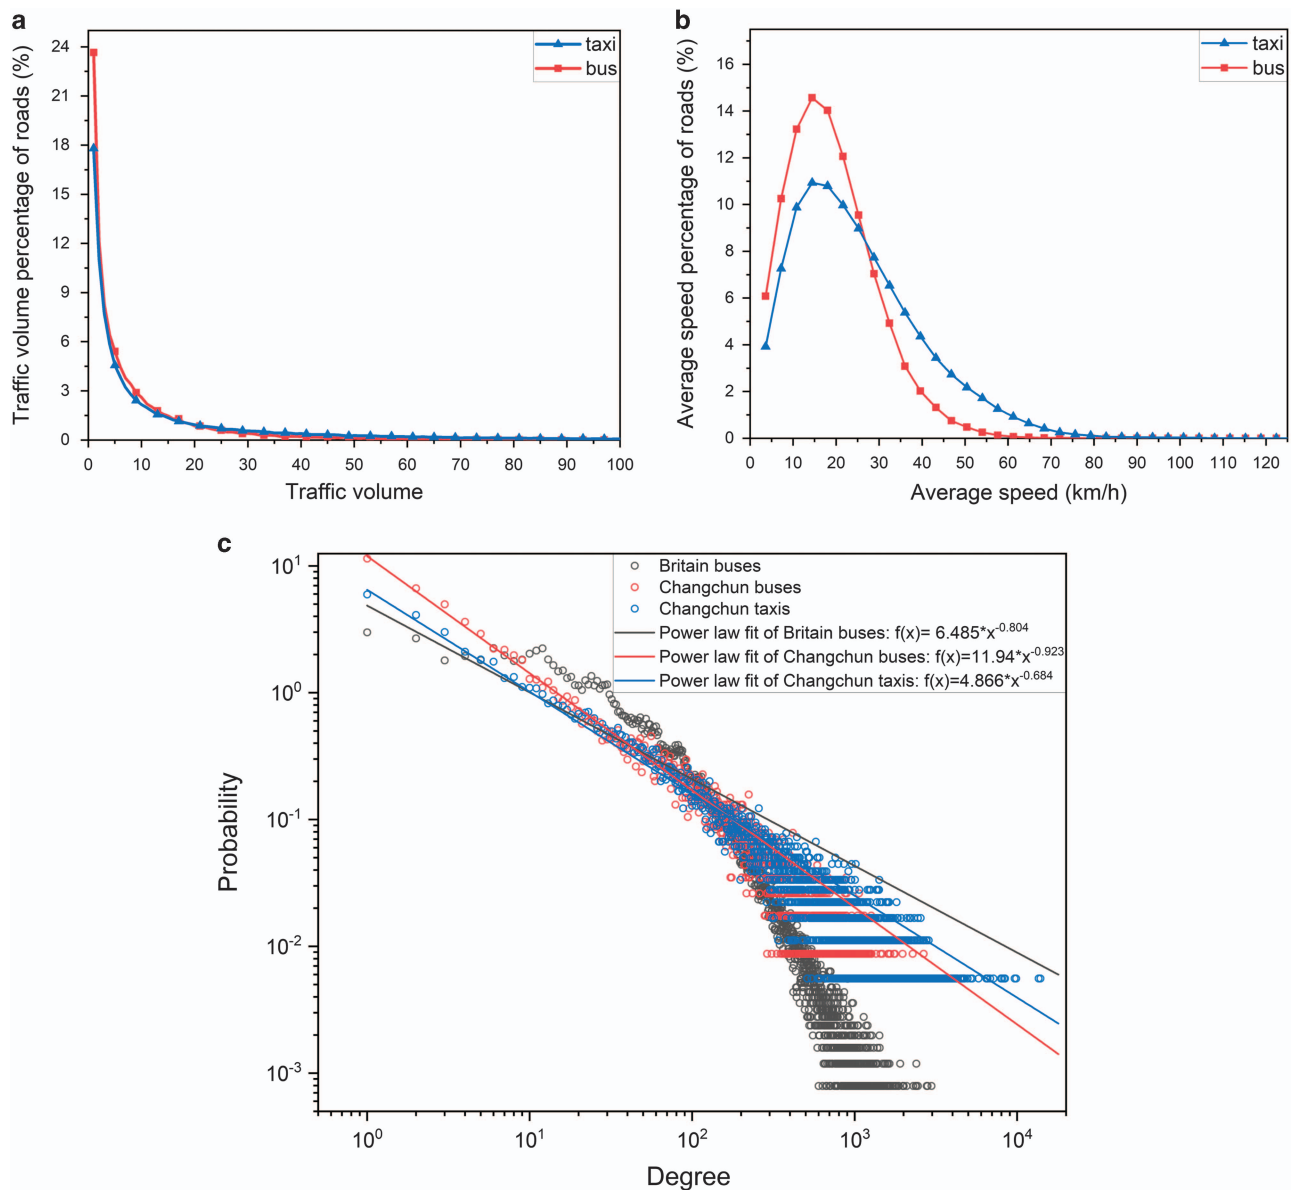 a
Traffic volume percentage of roads (%)
24
21
18
15
12
9
6
3
0
0 10 20 30 40 50 60 70 80 90 100
Traffic volume
taxi
bus
b
Average speed percentage of roads (%)
16
14
12
10
8
6
4
2
0
0 10 20 30 40 50 60 70 80 90 100 110 120
Average speed (km/h)
taxi
bus
c
Probability
10^1
10^0
10^-1
10^-2
10^-3
10^0 10^1 10^2 10^3 10^4
Degree
Britain buses
Changchun buses
Changchun taxis
Power law fit of Britain buses: f(x)= 6.485*x^-0.804
Power law fit of Changchun buses: f(x)=11.94*x^-0.923
Power law fit of Changchun taxis: f(x)=4.866*x^-0.684